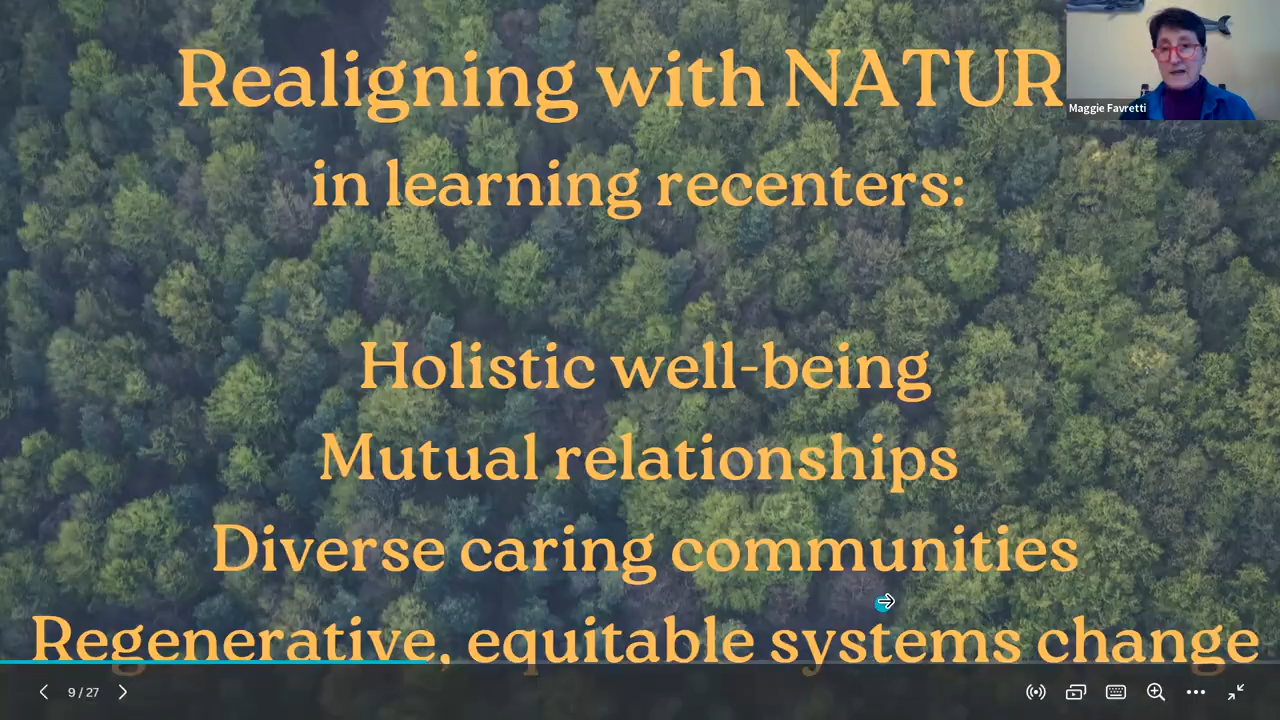 Realigning with NATUR
Maggie Favretti
in learning recenters:
Holistic well-being
Mutual relationships
Diverse caring communities
Regenerative, equitable systems change
9 / 27